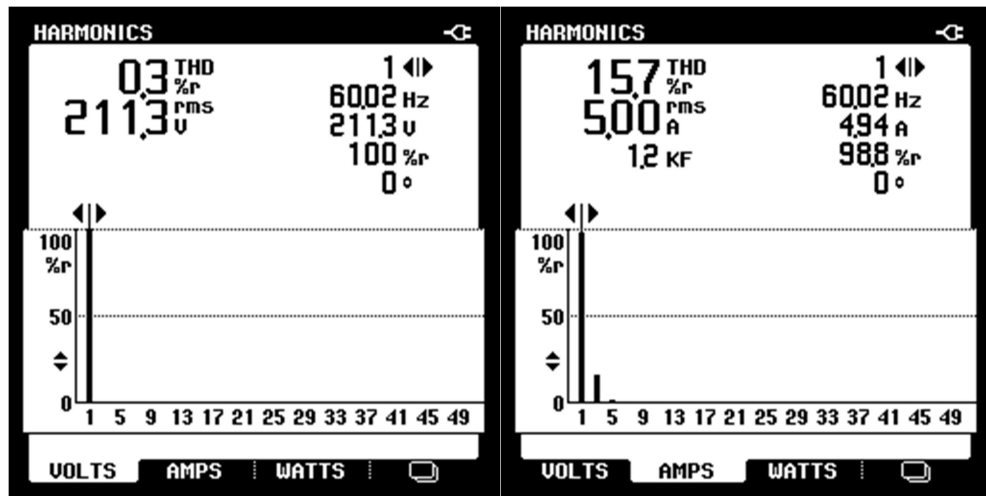 HARMONICS
0.3 THD %r
211.3 rms V
1
60.02 Hz
211.3 V
100 %r
0 °
100
%r
50
0
1 5 9 13 17 21 25 29 33 37 41 45 49
VOLTS AMPS WATTS
HARMONICS
15.7 THD %r
5.00 rms A
1.2 KF
1
60.02 Hz
4.94 A
98.8 %r
0 °
100
%r
50
0
1 5 9 13 17 21 25 29 33 37 41 45 49
VOLTS AMPS WATTS